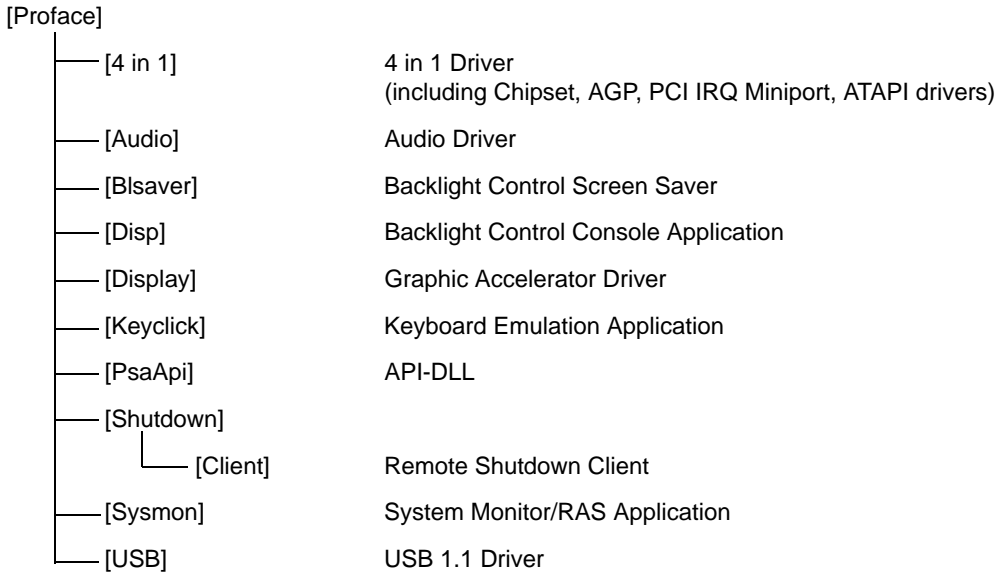 [Proface]
[4 in 1] 4 in 1 Driver
(including Chipset, AGP, PCI IRQ Miniport, ATAPI drivers)
[Audio] Audio Driver
[Blsaver] Backlight Control Screen Saver
[Disp] Backlight Control Console Application
[Display] Graphic Accelerator Driver
[Keyclick] Keyboard Emulation Application
[PsaApi] API-DLL
[Shutdown]
[Client] Remote Shutdown Client
[Sysmon] System Monitor/RAS Application
[USB] USB 1.1 Driver